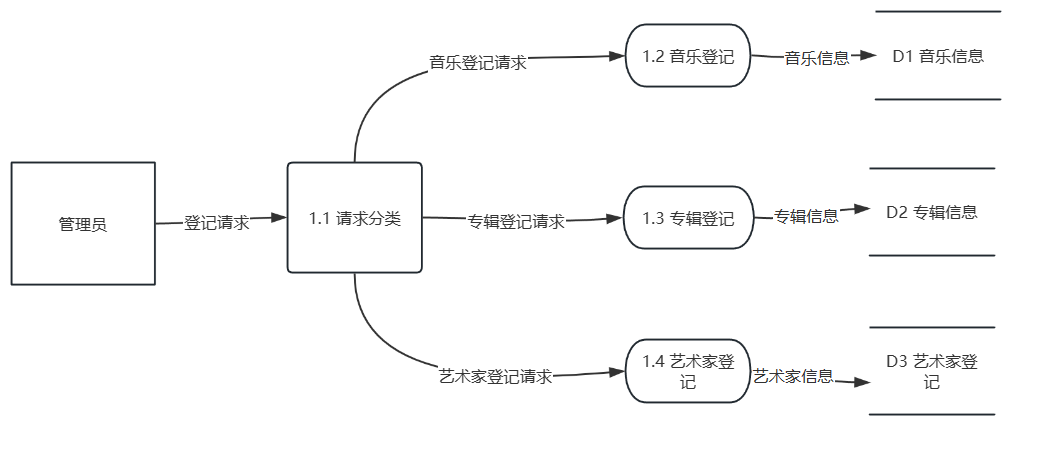 音乐登记请求
1.2 音乐登记
音乐信息
D1 音乐信息
管理员
登记请求
1.1 请求分类
专辑登记请求
1.3 专辑登记
专辑信息
D2 专辑信息
艺术家登记请求
1.4 艺术家登
记
艺术家信息
D3 艺术家登
记